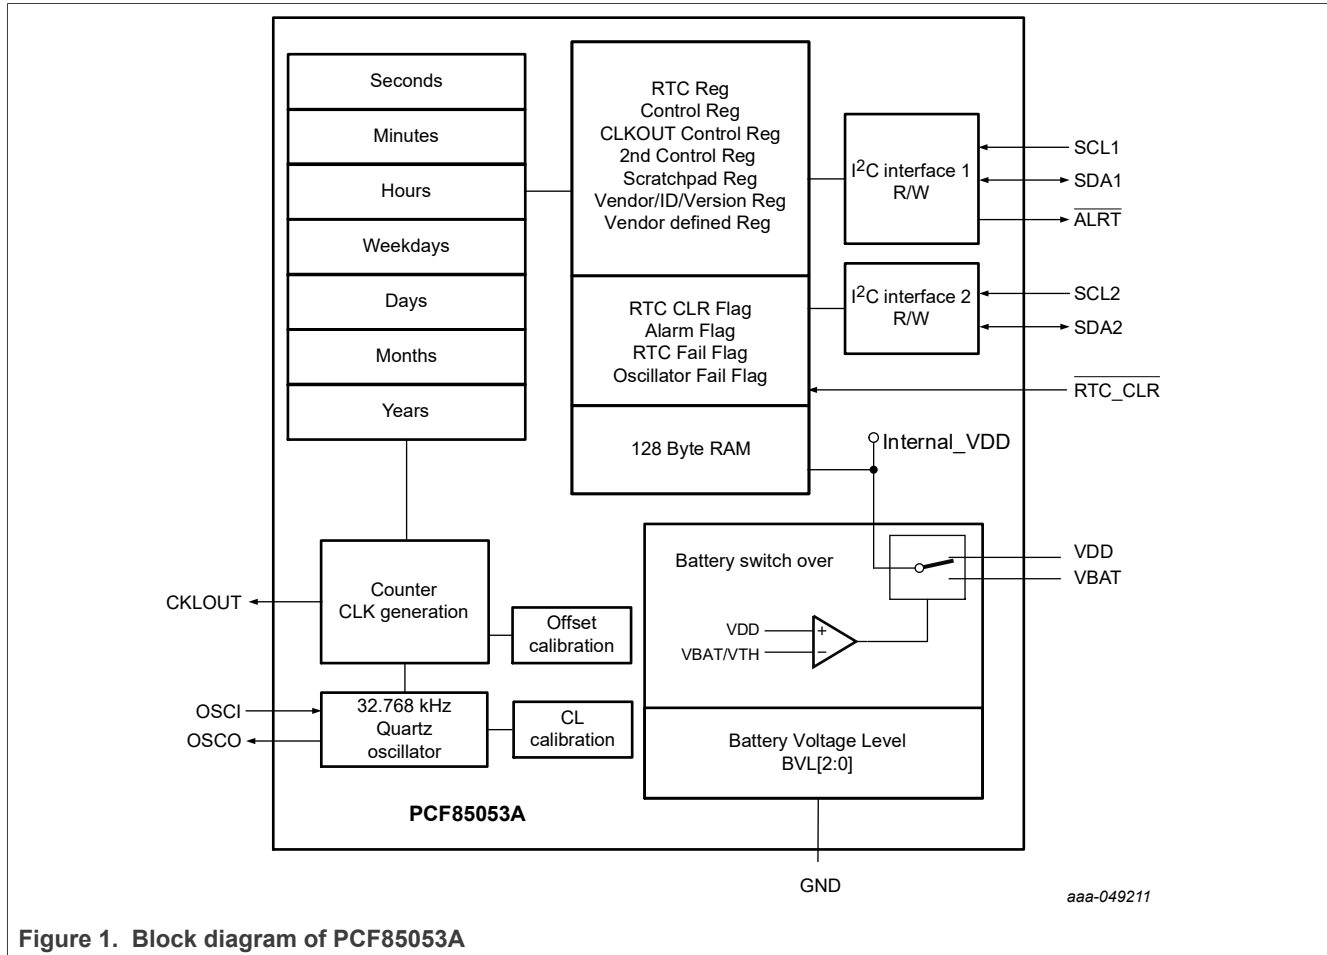 Seconds
Minutes
Hours
Weekdays
Days
Months
Years
RTC Reg
Control Reg
CLKOUT Control Reg
2nd Control Reg
Scratchpad Reg
Vendor/ID/Version Reg
Vendor defined Reg
RTC CLR Flag
Alarm Flag
RTC Fail Flag
Oscillator Fail Flag
128 Byte RAM
I2C interface 1
R/W
I2C interface 2
R/W
SCL1
SDA1
ALRT
SCL2
SDA2
RTC_CLR
Internal_VDD
Battery switch over
VDD
VBAT
VDD
VBAT/VTH
+
−
Battery Voltage Level
BVL[2:0]
GND
Counter
CLK generation
CKLOUT
Offset
calibration
OSCI
OSCO
32.768 kHz
Quartz
oscillator
CL
calibration
PCF85053A
aaa-049211
Figure 1. Block diagram of PCF85053A